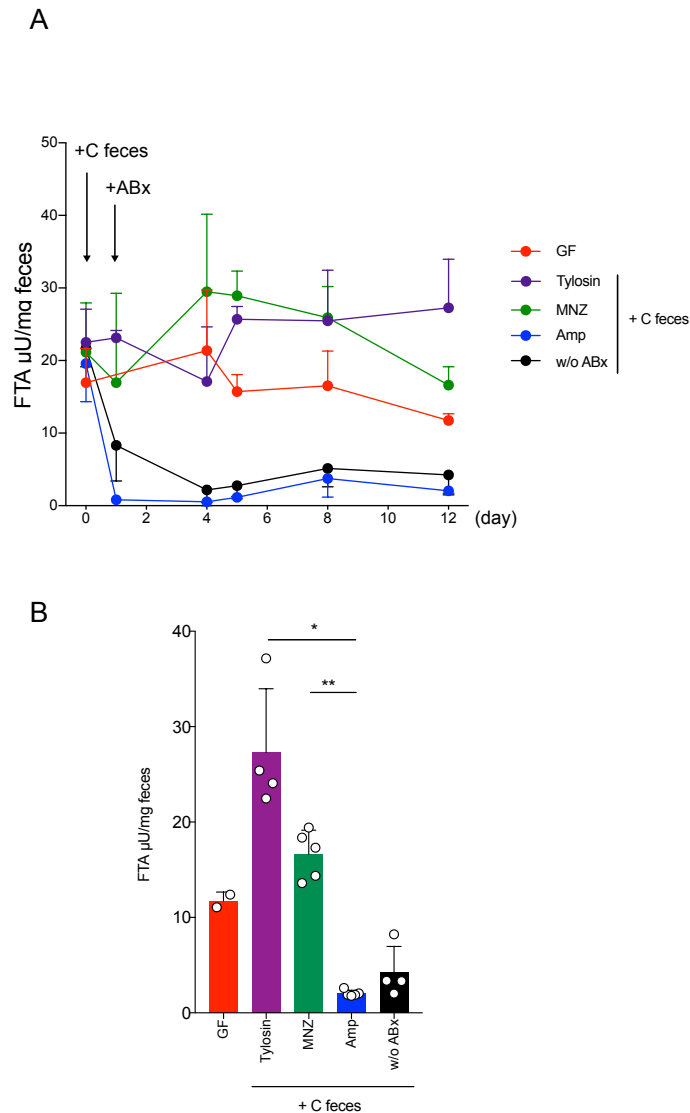 A
50
40
30
20
10
0
FTA µU/mg feces
+C feces
+ABx
0 2 4 6 8 10 12 (day)
GF
Tylosin
MNZ
Amp
w/o ABx
+ C feces
B
40
30
20
10
0
FTA µU/mg feces
*
**
GF
Tylosin
MNZ
Amp
w/o ABx
+ C feces